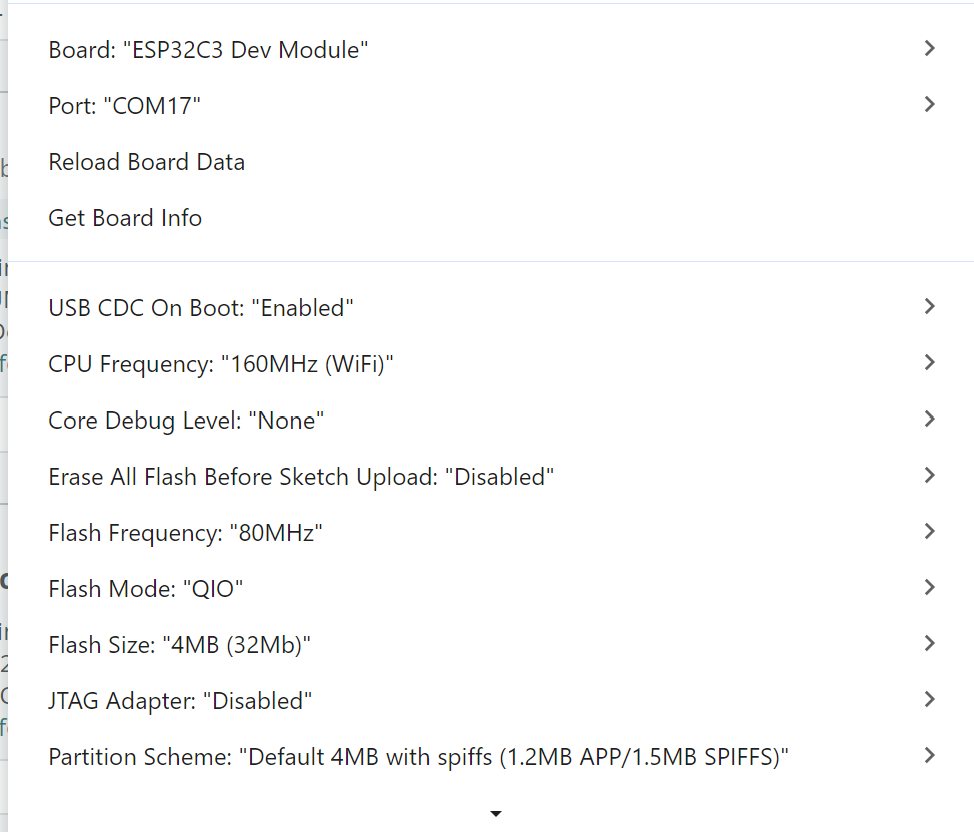 Board: "ESP32C3 Dev Module"
Port: "COM17"
Reload Board Data
Get Board Info
USB CDC On Boot: "Enabled"
CPU Frequency: "160MHz (WiFi)"
Core Debug Level: "None"
Erase All Flash Before Sketch Upload: "Disabled"
Flash Frequency: "80MHz"
Flash Mode: "QIO"
Flash Size: "4MB (32Mb)"
JTAG Adapter: "Disabled"
Partition Scheme: "Default 4MB with spiffs (1.2MB APP/1.5MB SPIFFS)"